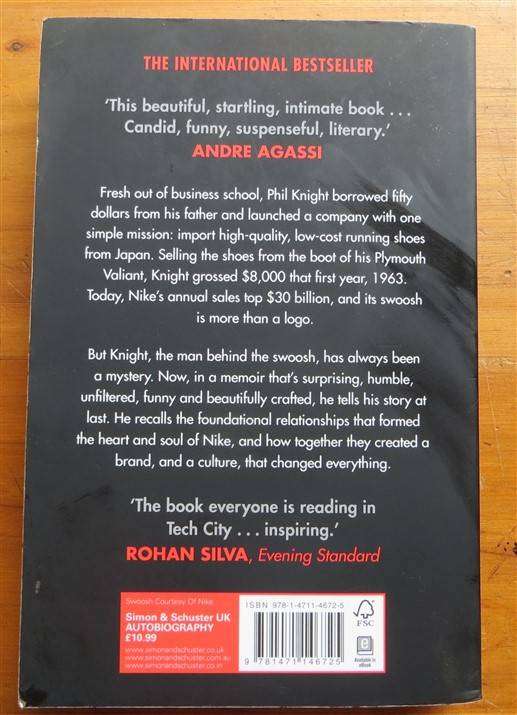 THE INTERNATIONAL BESTSELLER
‘This beautiful, startling, intimate book . . .
Candid, funny, suspenseful, literary.’
ANDRE AGASSI
Fresh out of business school, Phil Knight borrowed fifty
dollars from his father and launched a company with one
simple mission: import high-quality, low-cost running shoes
from Japan. Selling the shoes from the boot of his Plymouth
Valiant, Knight grossed $8,000 that first year, 1963.
Today, Nike’s annual sales top $30 billion, and its swoosh
is more than a logo.
But Knight, the man behind the swoosh, has always been
a mystery. Now, in a memoir that’s surprising, humble,
unfiltered, funny and beautifully crafted, he tells his story at
last. He recalls the foundational relationships that formed
the heart and soul of Nike, and how together they created a
brand, and a culture, that changed everything.
‘The book everyone is reading in
Tech City . . . inspiring.’
ROHAN SILVA, Evening Standard
Swoosh Courtesy Of Nike
Simon & Schuster UK
AUTOBIOGRAPHY
£10.99
www.simonandschuster.co.uk
www.simonandschuster.com.au
www.simonandschuster.co.in
ISBN 978-1-4711-4672-5
9 781471 146725
FSC
e
Available in
eBook